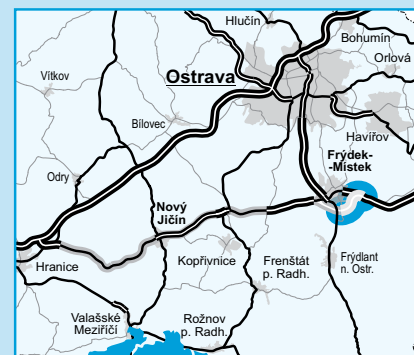 Hlučín
Bohumín
Orlová
Ostrava
Vítkov
Bílovec
Havířov
Frýdek-
-Místek
Odry
Nový
Jičín
Hranice
Kopřivnice
Frenštát
p. Radh.
Frýdlant
n. Ostr.
Valašské
Meziříčí
Rožnov
p. Radh.